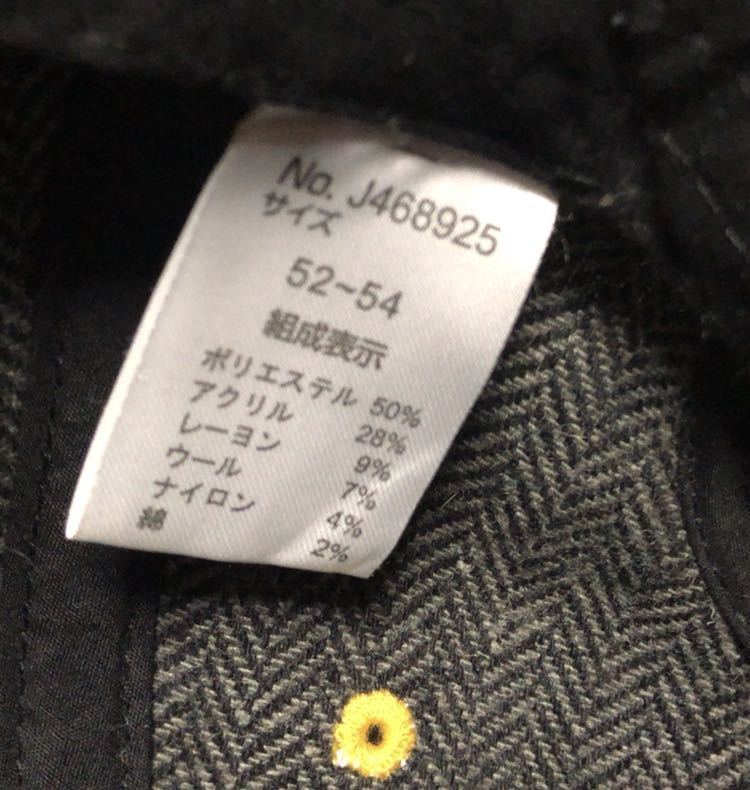 No. J468925
サイズ
52~54
組成表示
ポリエステル 50%
アクリル 28%
レーヨン 9%
ウール 7%
ナイロン 4%
綿 2%